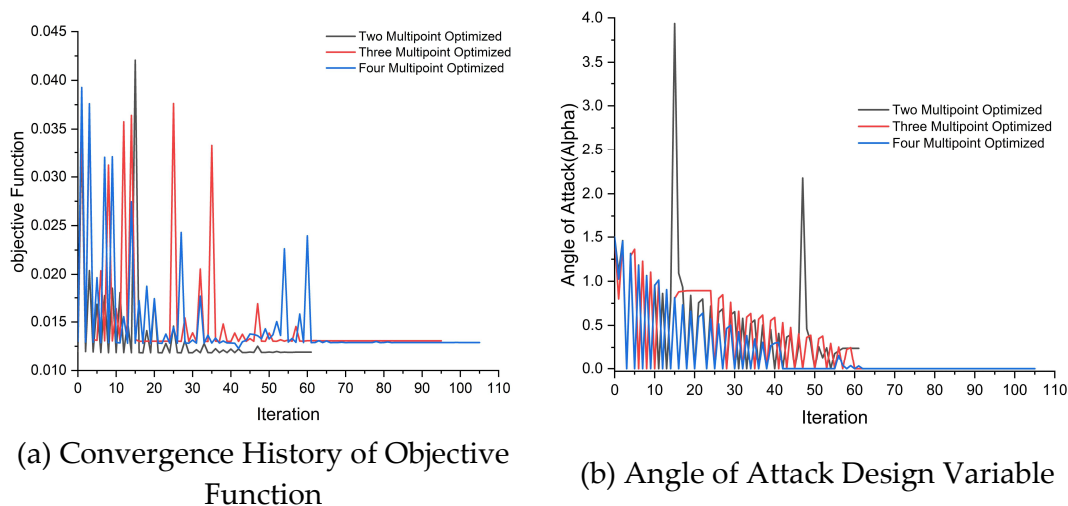 0.045
0.040
0.035
0.030
0.025
0.020
0.015
0.010
objective Function
0 10 20 30 40 50 60 70 80 90 100 110
Iteration
Two Multipoint Optimized
Three Multipoint Optimized
Four Multipoint Optimized
(a) Convergence History of Objective
Function
4.0
3.5
3.0
2.5
2.0
1.5
1.0
0.5
0.0
Angle of Attack(Alpha)
0 10 20 30 40 50 60 70 80 90 100 110
Iteration
Two Multipoint Optimized
Three Multipoint Optimized
Four Multipoint Optimized
(b) Angle of Attack Design Variable